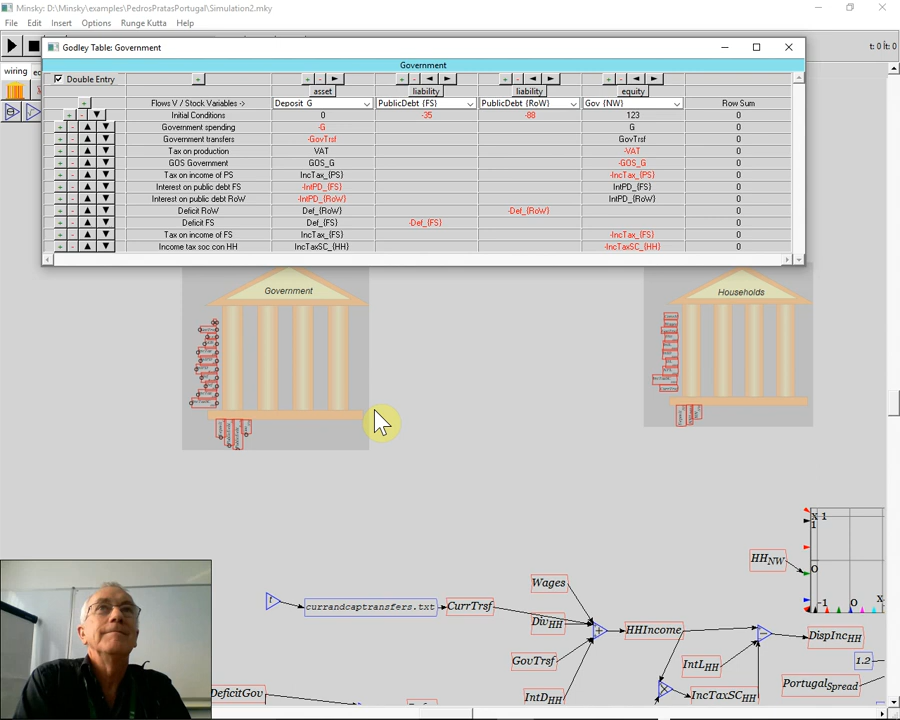 Minsky: D:\Minsky\examples\PedrosPratasPortugal\Simulation2.mky
File Edit Insert Options Runge Kutta Help
t: 0
wiring
Godley Table: Government
Government
Double Entry
asset liability liability equity
Flows V / Stock Variables -> Deposit G PublicDebt {FS} PublicDebt {RoW} Gov {NW} Row Sum
Initial Conditions 0 -35 -88 123 0
Government spending -G G 0
Government transfers -GovTrsf GovTrsf 0
Tax on production VAT -VAT 0
GOS Government GOS_G -GOS_G 0
Tax on income of PS IncTax_{PS} -IncTax_{PS} 0
Interest on public debt FS -IntPD_{FS} IntPD_{FS} 0
Interest on public debt RoW -IntPD_{RoW} IntPD_{RoW} 0
Deficit RoW Def_{RoW} -Def_{RoW} 0
Deficit FS Def_{FS} -Def_{FS} 0
Tax on income of FS IncTax_{FS} -IncTax_{FS} 0
Income tax soc con HH IncTaxSC_{HH} -IncTaxSC_{HH} 0
Government
Households
X 1
1
0
-1 0 1
HHNW
t
currandcaptransfers.txt
CurrTrsf
Wages
DivHH
GovTrsf
IntDHH
HHIncome
IntLHH
IncTaxSCHH
DispIncHH
1.2
PortugalSpread
DeficitGov